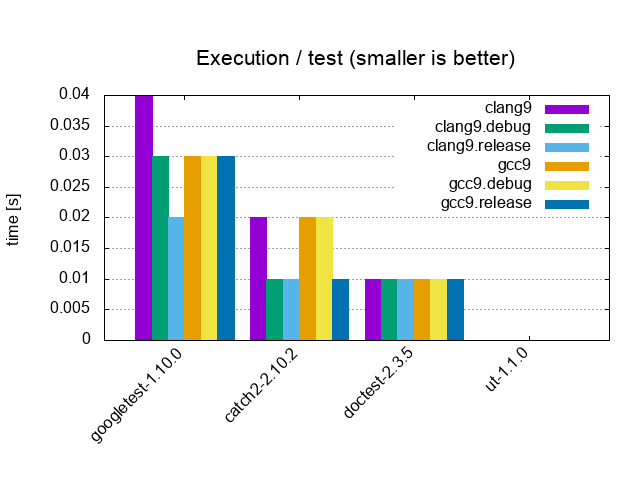 Execution / test (smaller is better)
time [s]
0.04
0.035
0.03
0.025
0.02
0.015
0.01
0.005
0
clang9
clang9.debug
clang9.release
gcc9
gcc9.debug
gcc9.release
googletest-1.10.0
catch2-2.10.2
doctest-2.3.5
ut-1.1.0